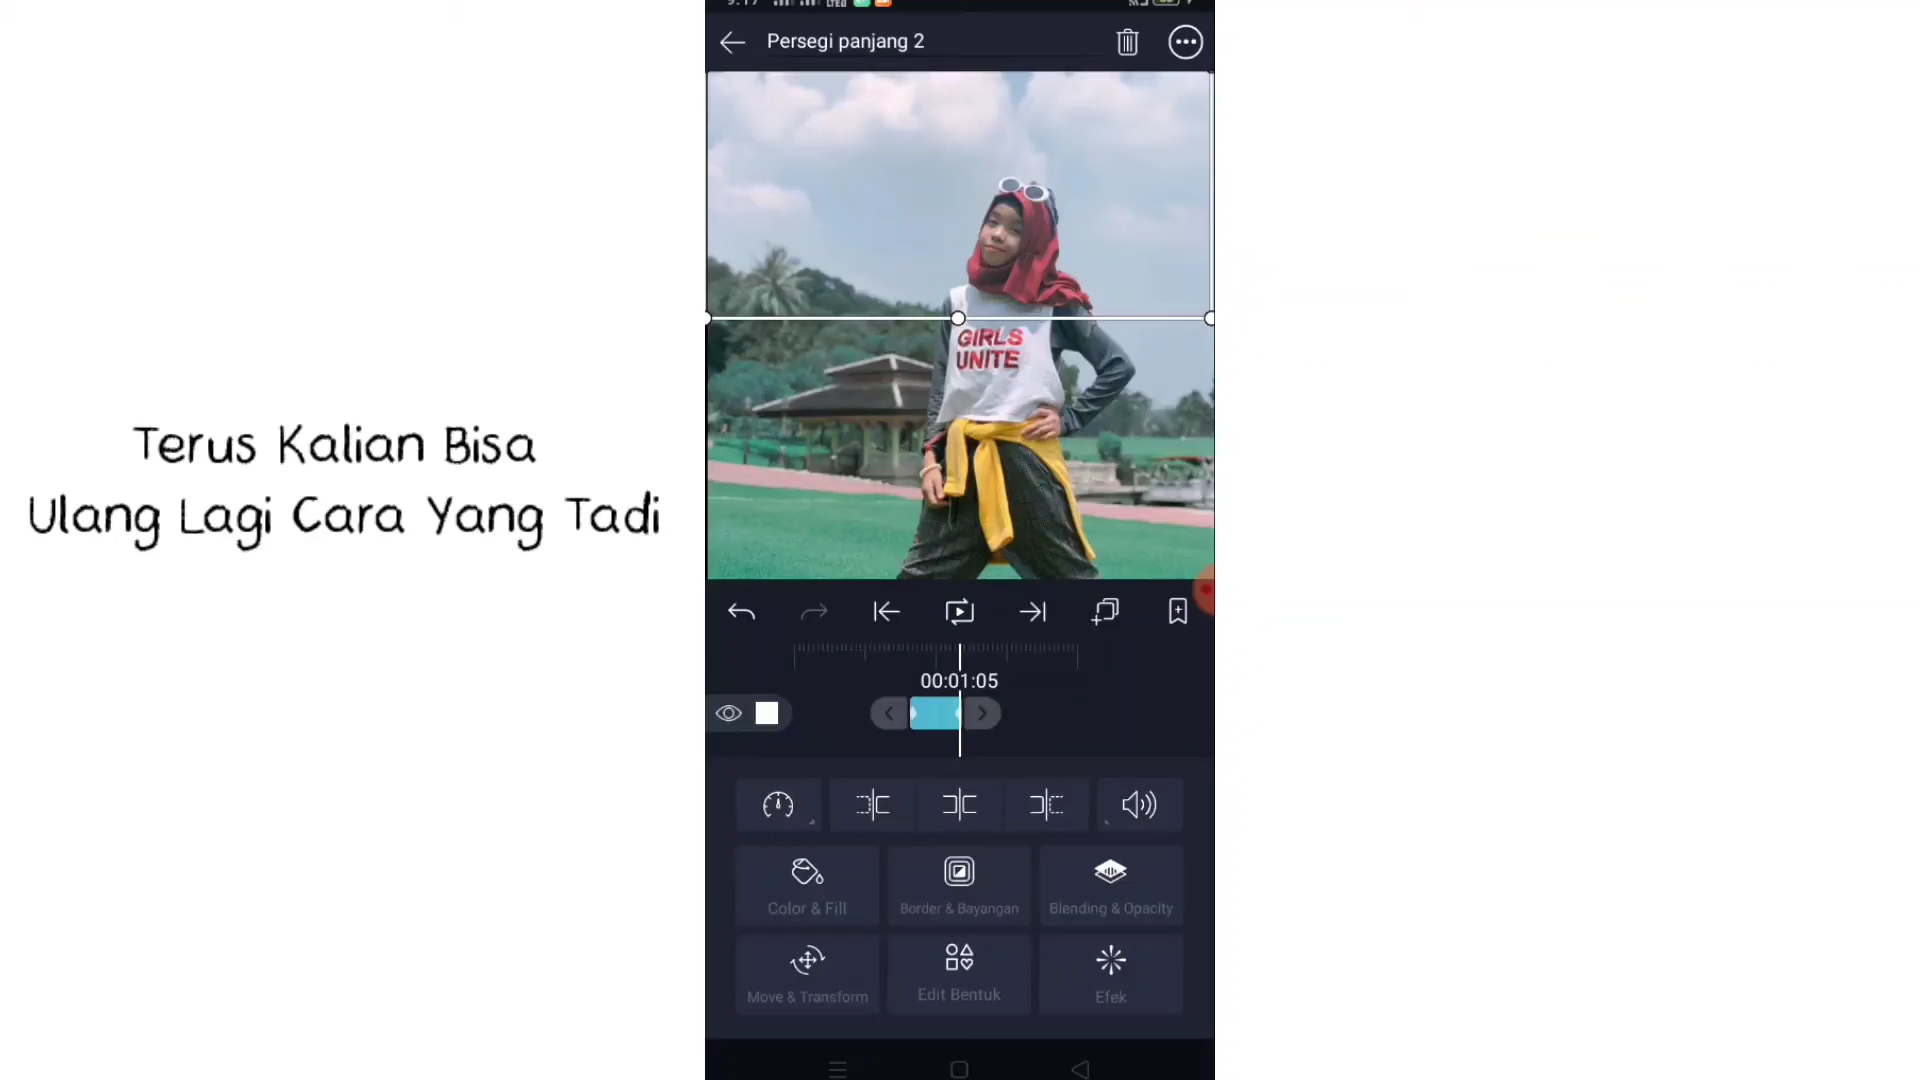 Persegi panjang 2
GIRLS
UNITE
Terus Kalian Bisa
Ulang Lagi Cara Yang Tadi
00:01:05
Color & Fill
Border & Bayangan
Blending & Opacity
Move & Transform
Edit Bentuk
Efek